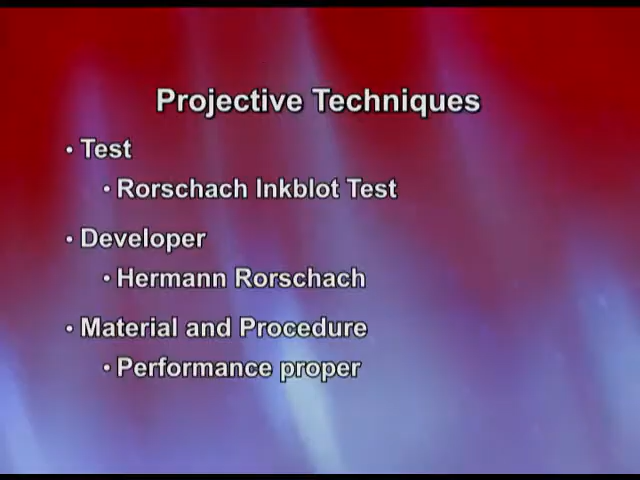 Projective Techniques
• Test
• Rorschach Inkblot Test
• Developer
• Hermann Rorschach
• Material and Procedure
• Performance proper